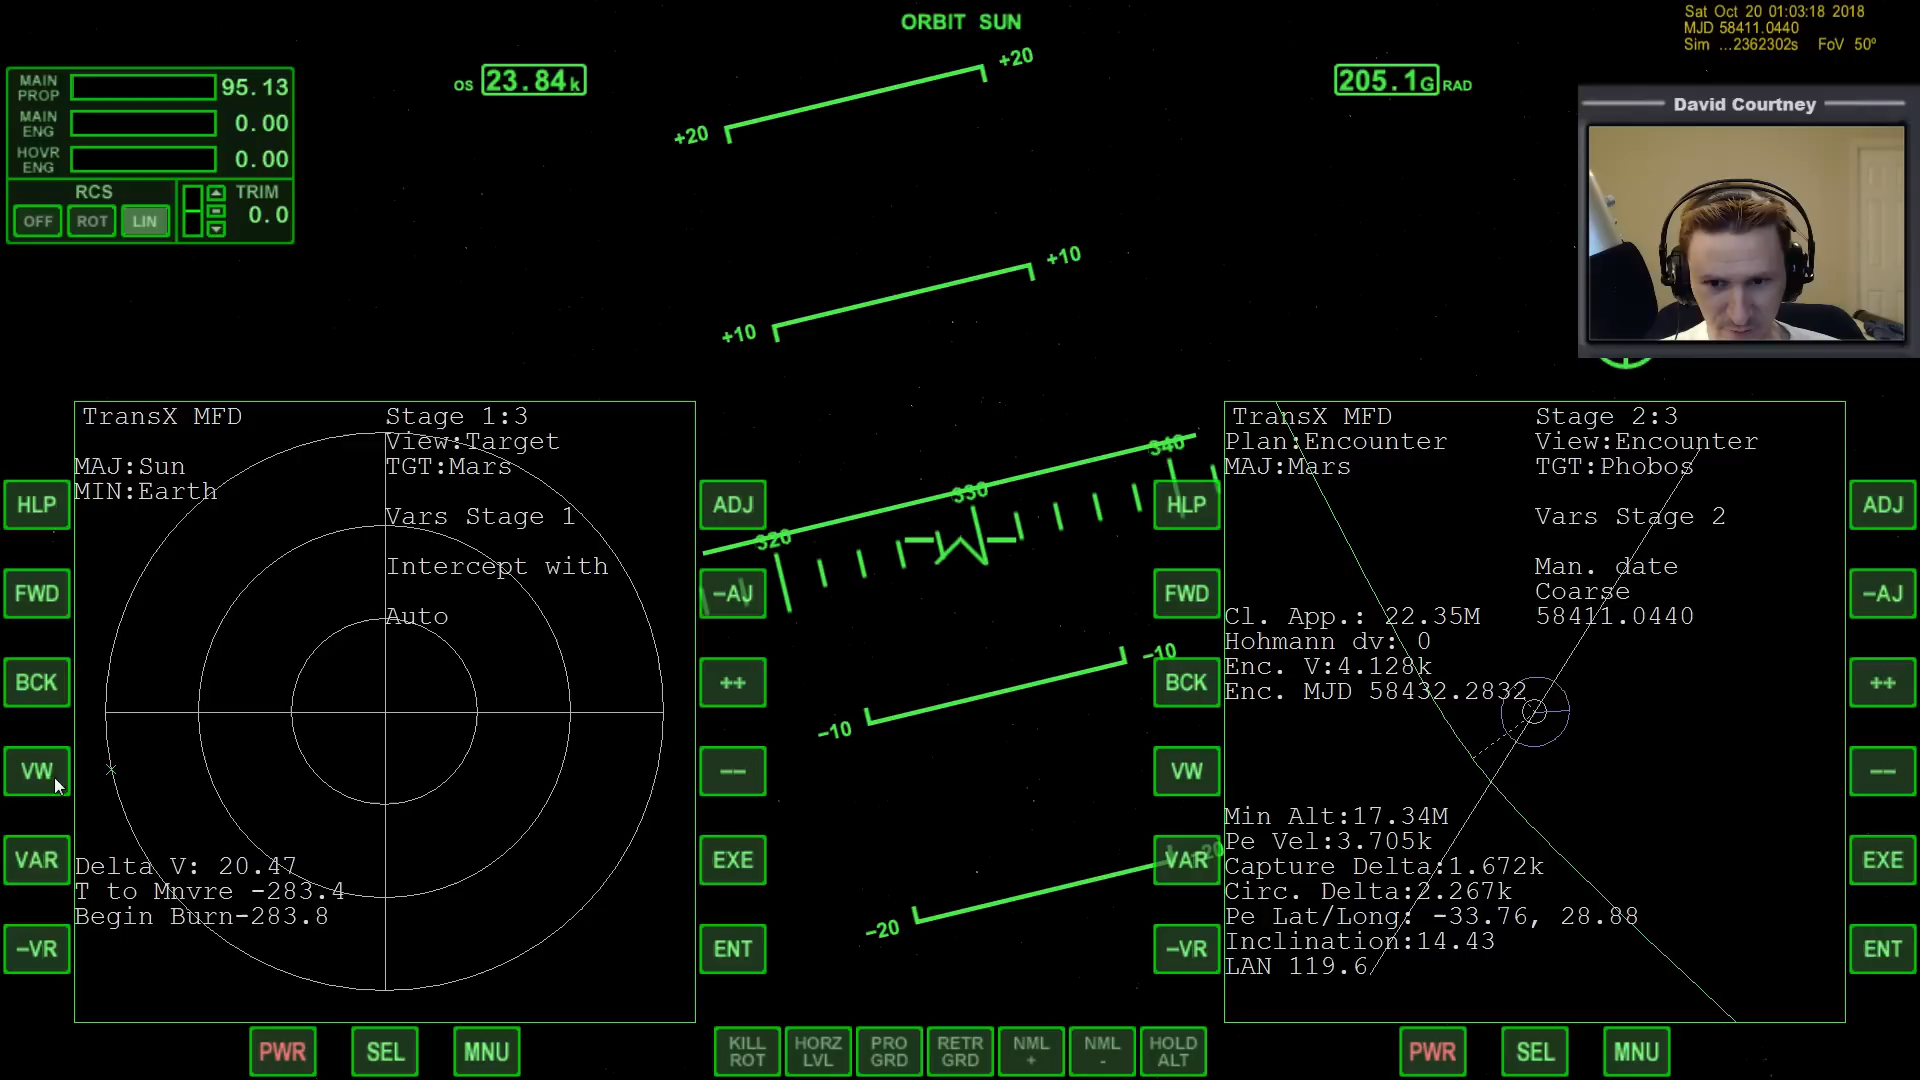 ORBIT SUN
Sat Oct 20 01:03:18 2018
MJD 58411.0440
Sim ...2362302s FoV 50º
MAIN PROP 95.13
MAIN ENG 0.00
HOVR ENG 0.00
RCS
OFF ROT LIN
TRIM
0.0
OS 23.84k
205.1G RAD
David Courtney
+20 +20
+10 +10
320 330 340
-10 -10
-20 -20
TransX MFD Stage 1:3
View:Target
MAJ:Sun TGT:Mars
MIN:Earth
Vars Stage 1
Intercept with
Auto
Delta V: 20.47
T to Mnvre -283.4
Begin Burn-283.8
HLP
FWD
BCK
VW
VAR
-VR
ADJ
-AJ
++
--
EXE
ENT
PWR SEL MNU
KILL ROT
HORZ LVL
PRO GRD
RETR GRD
NML +
NML -
HOLD ALT
HLP
FWD
BCK
VW
VAR
-VR
TransX MFD Stage 2:3
Plan:Encounter View:Encounter
MAJ:Mars TGT:Phobos
Vars Stage 2
Man. date
Coarse
Cl. App.: 22.35M 58411.0440
Hohmann dv: 0
Enc. V:4.128k
Enc. MJD 58432.2832
Min Alt:17.34M
Pe Vel:3.705k
Capture Delta:1.672k
Circ. Delta:2.267k
Pe Lat/Long: -33.76, 28.88
Inclination:14.43
LAN 119.6
ADJ
-AJ
++
--
EXE
ENT
PWR SEL MNU